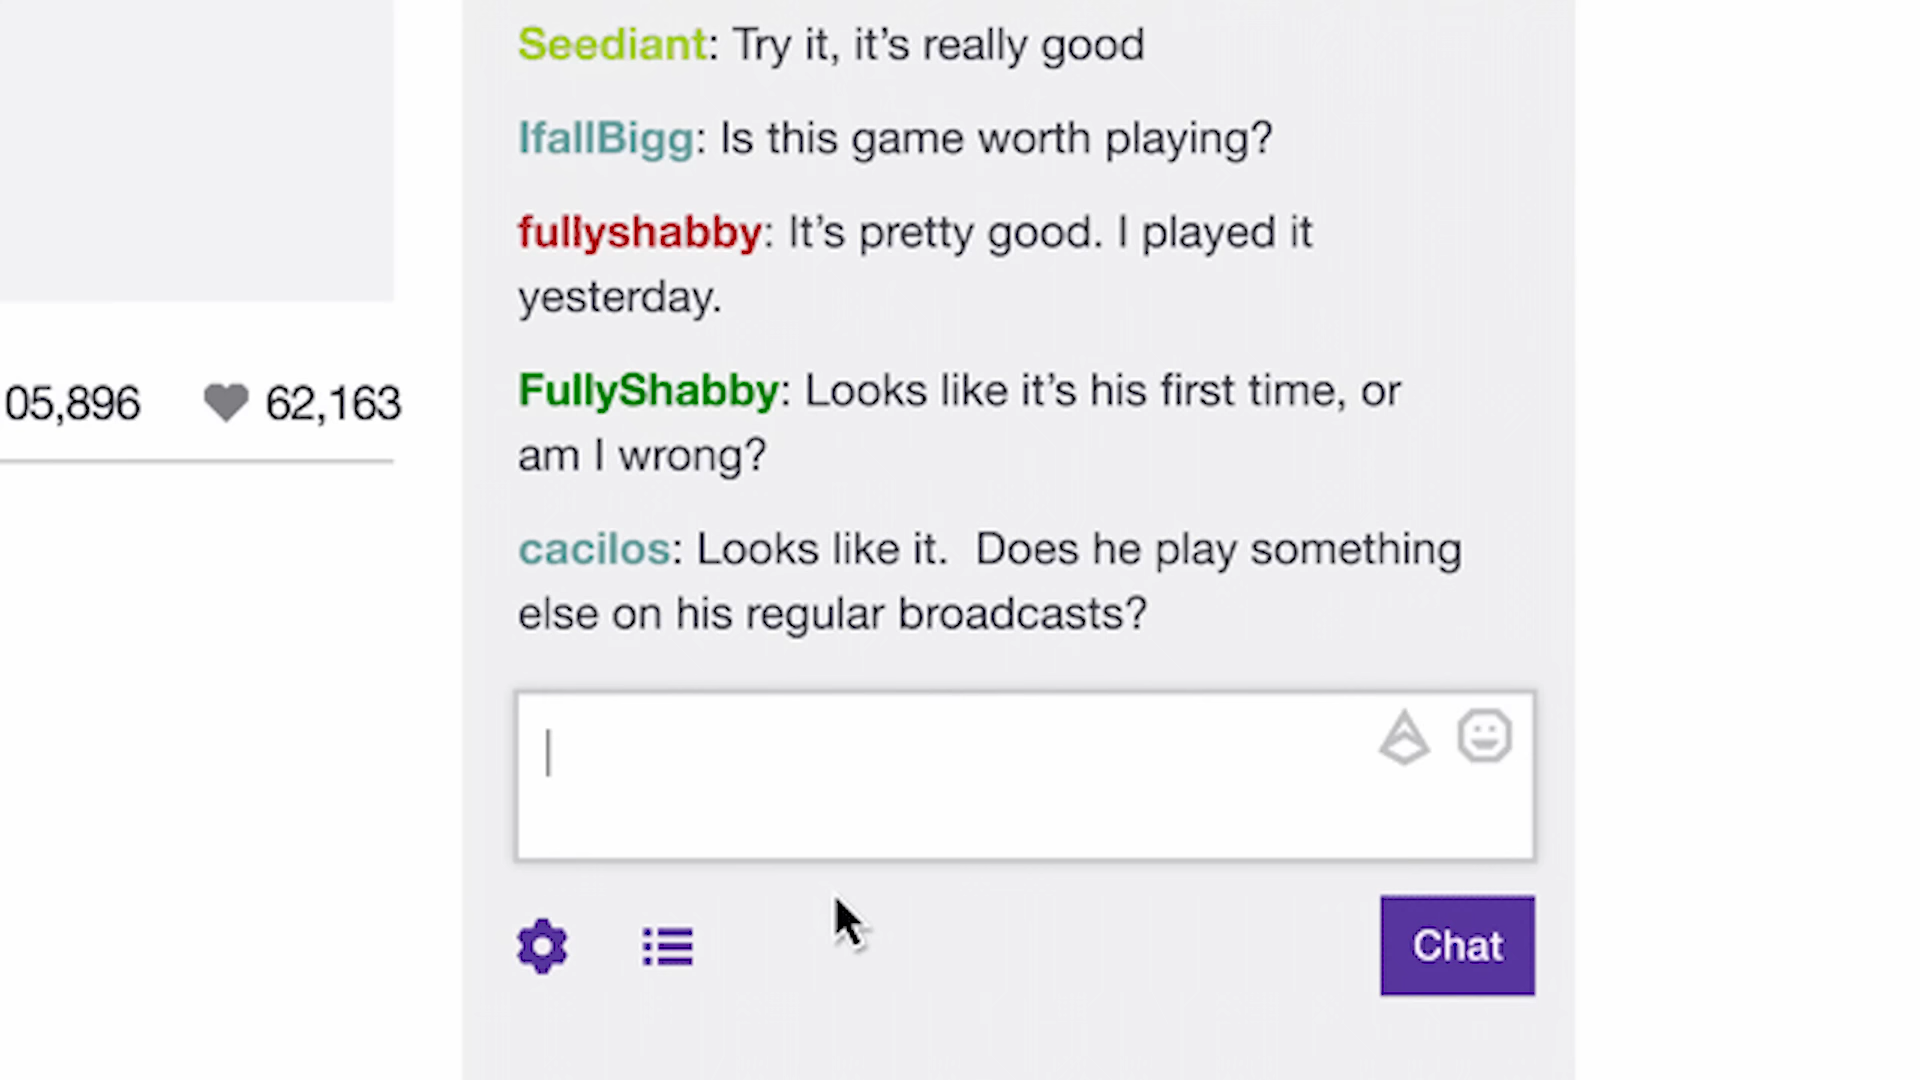 Seediant: Try it, it’s really good
IfallBigg: Is this game worth playing?
fullyshabby: It’s pretty good. I played it
yesterday.
FullyShabby: Looks like it’s his first time, or
am I wrong?
cacilos: Looks like it.  Does he play something
else on his regular broadcasts?
05,896 62,163
Chat